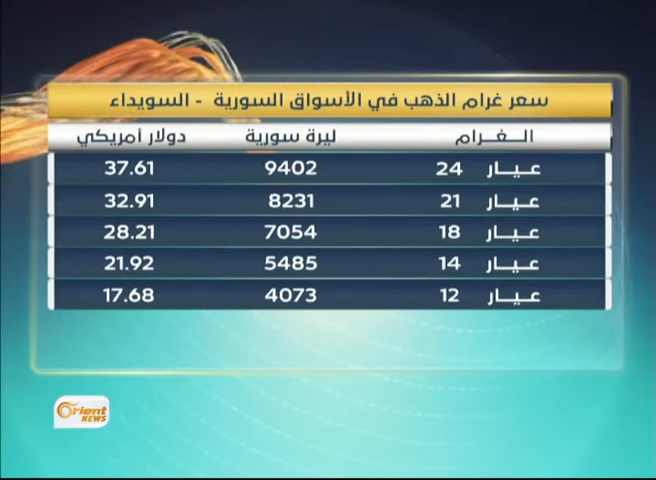 سعر غرام الذهب في الأسواق السورية - السويداء
الغرام ليرة سورية دولار أمريكي
عيار 24 9402 37.61
عيار 21 8231 32.91
عيار 18 7054 28.21
عيار 14 5485 21.92
عيار 12 4073 17.68
Orient
NEWS